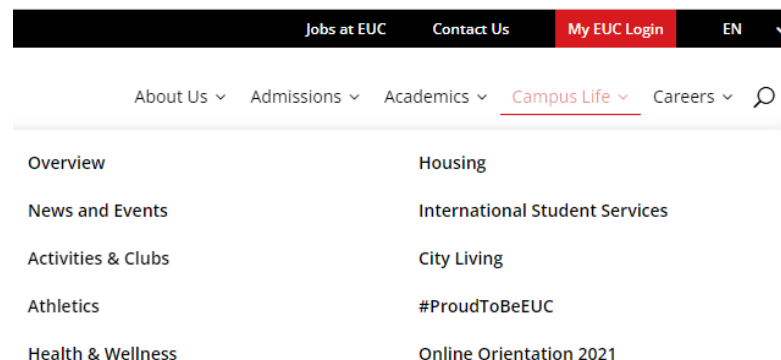 Jobs at EUC Contact Us My EUC Login EN
About Us Admissions Academics Campus Life Careers
Overview Housing
News and Events International Student Services
Activities & Clubs City Living
Athletics #ProudToBeEUC
Health & Wellness Online Orientation 2021